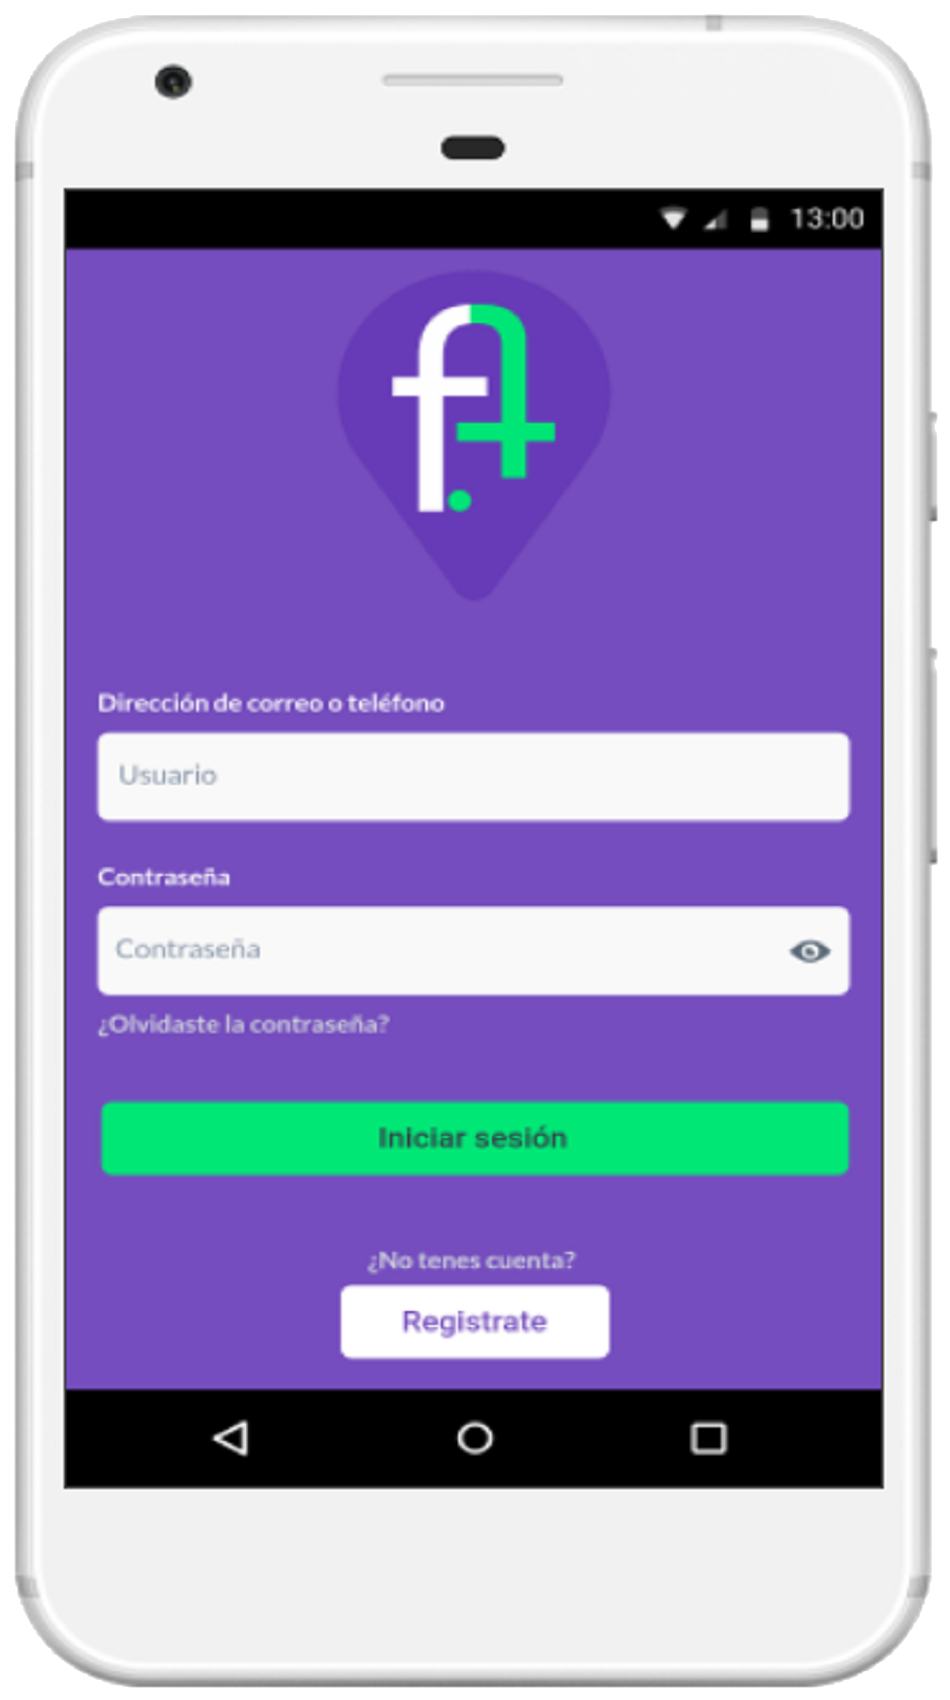 13:00
Dirección de correo o teléfono
Usuario
Contraseña
Contraseña
¿Olvidaste la contraseña?
Iniciar sesión
¿No tenes cuenta?
Registrate